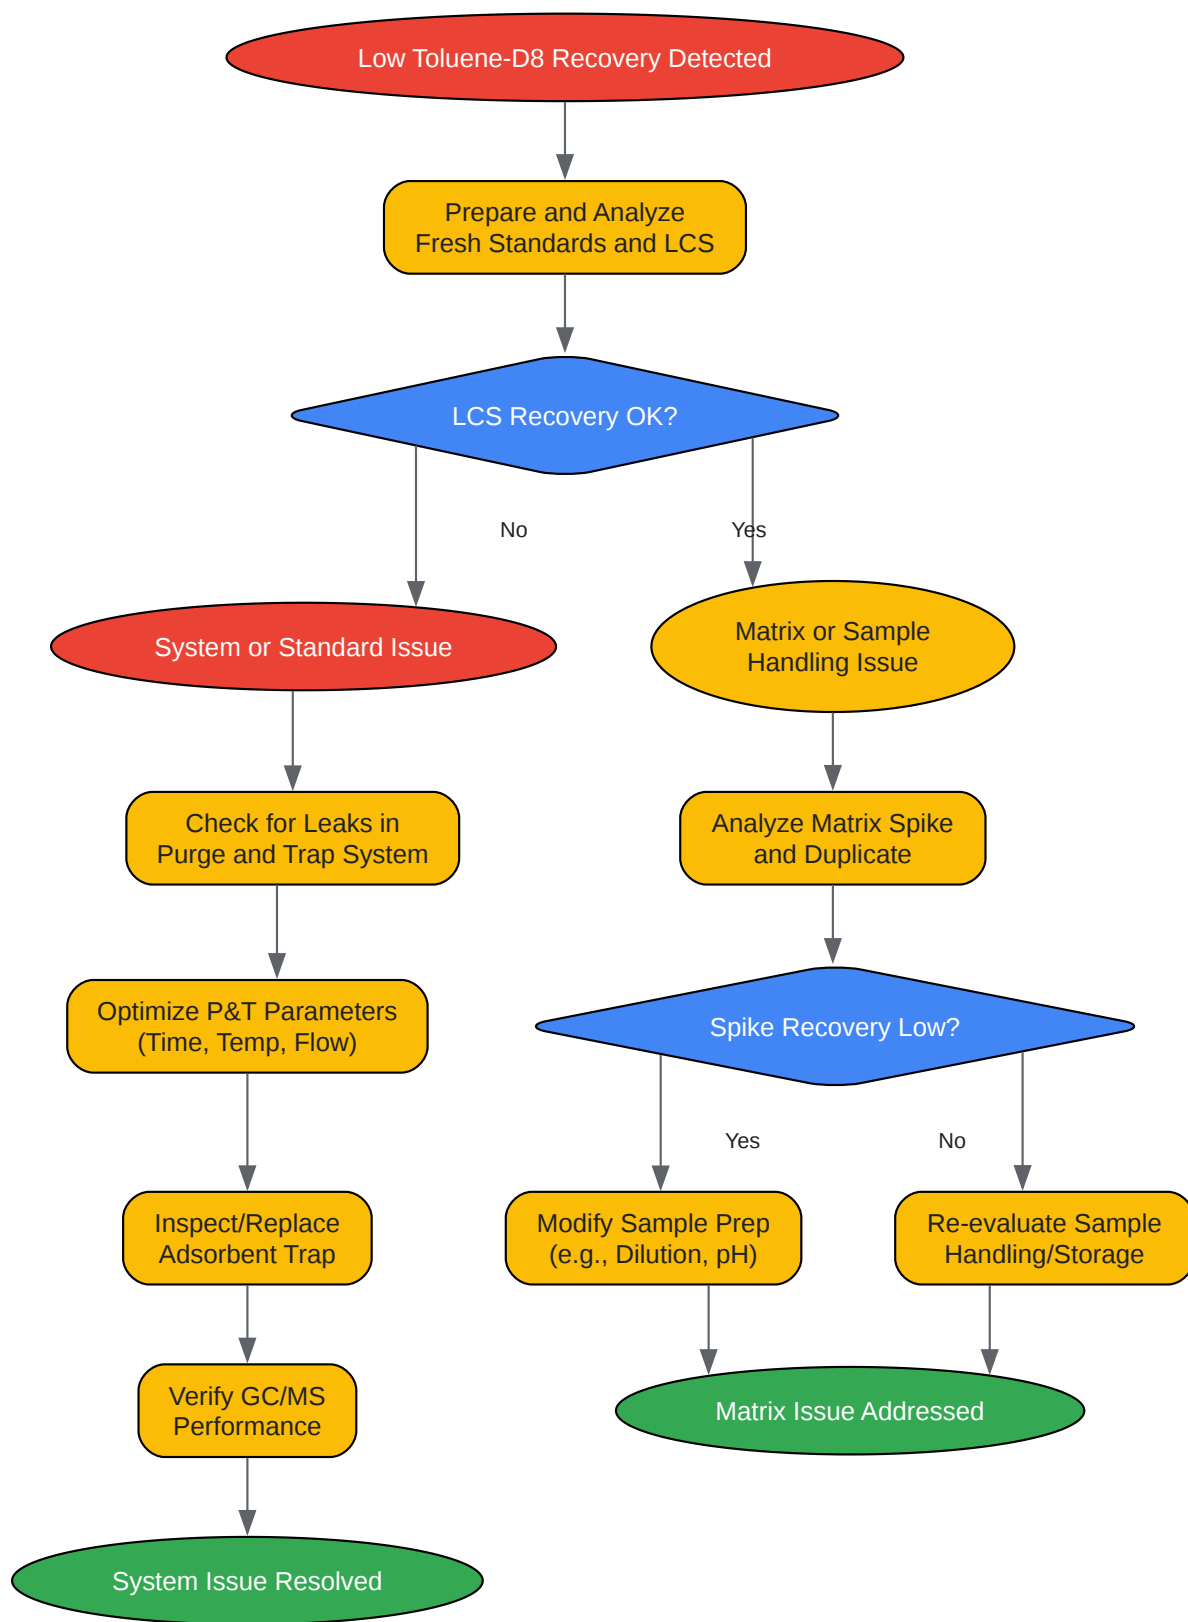 Low Toluene-D8 Recovery Detected
Prepare and Analyze
Fresh Standards and LCS
LCS Recovery OK?
No
Yes
System or Standard Issue
Matrix or Sample
Handling Issue
Check for Leaks in
Purge and Trap System
Analyze Matrix Spike
and Duplicate
Optimize P&T Parameters
(Time, Temp, Flow)
Spike Recovery Low?
Yes
No
Inspect/Replace
Adsorbent Trap
Modify Sample Prep
(e.g., Dilution, pH)
Re-evaluate Sample
Handling/Storage
Verify GC/MS
Performance
Matrix Issue Addressed
System Issue Resolved